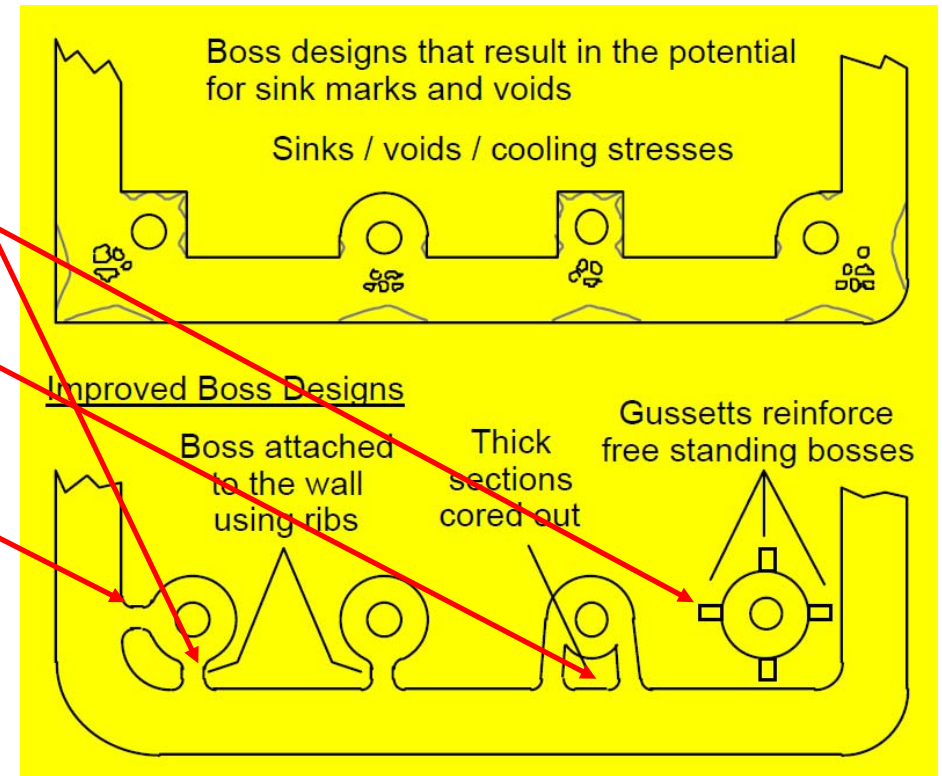 Boss designs that result in the potential
for sink marks and voids
Sinks / voids / cooling stresses
Improved Boss Designs
Boss attached
to the wall
using ribs
Thick
sections
cored out
Gussetts reinforce
free standing bosses